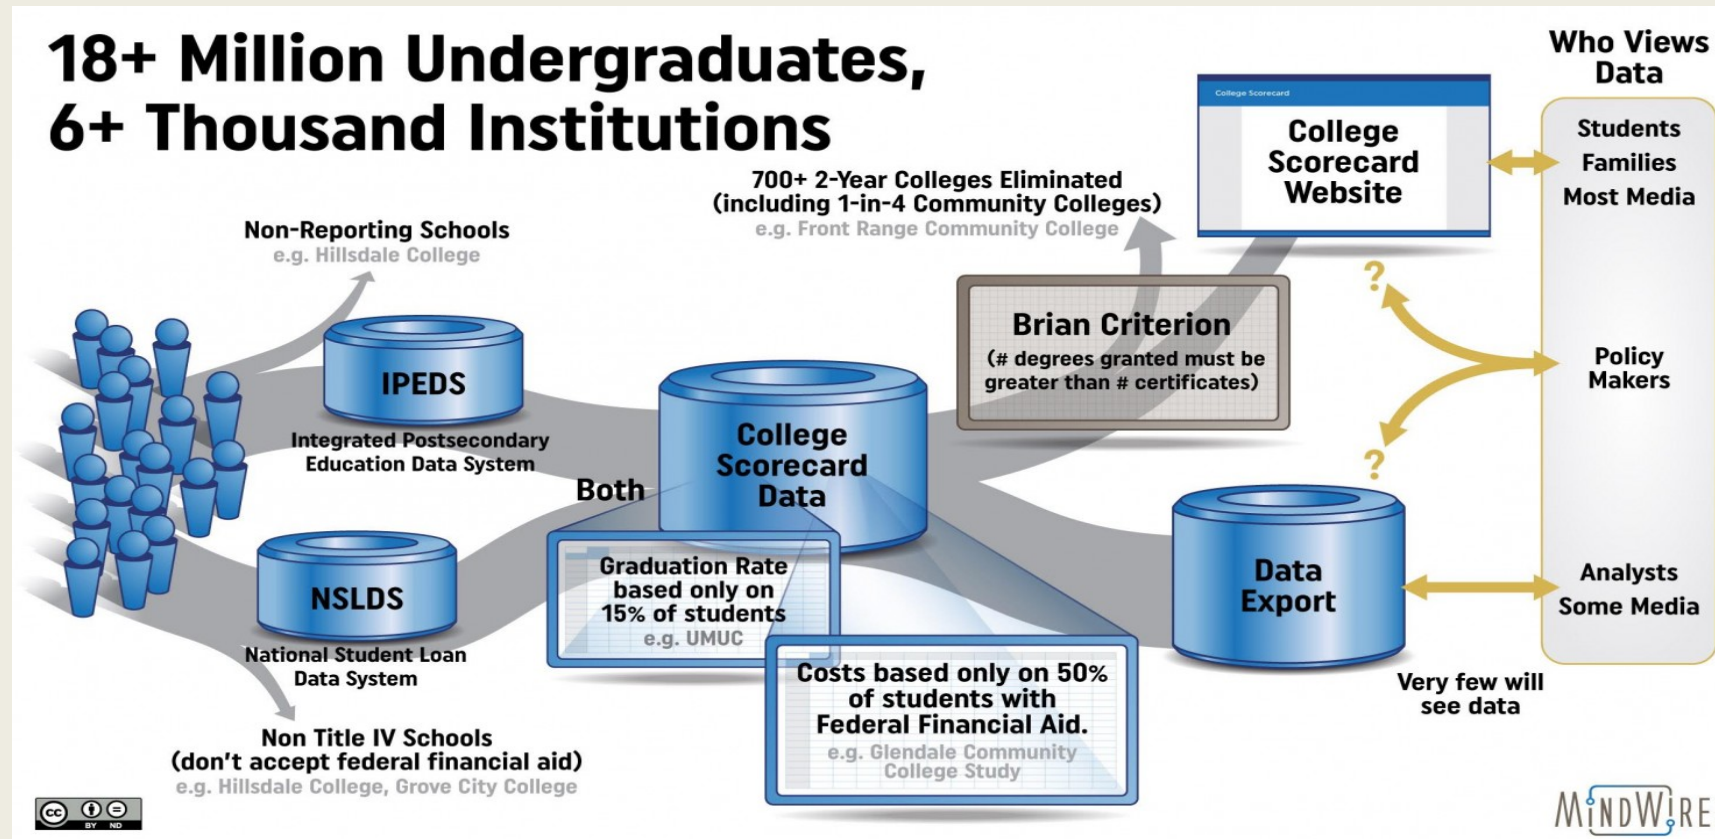 18+ Million Undergraduates,
6+ Thousand Institutions
Non-Reporting Schools
e.g. Hillsdale College
IPEDS
Integrated Postsecondary
Education Data System
NSLDS
National Student Loan
Data System
Non Title IV Schools
(don't accept federal financial aid)
e.g. Hillsdale College, Grove City College
Both
College
Scorecard
Data
Graduation Rate
based only on
15% of students
e.g. UMUC
Costs based only on 50%
of students with
Federal Financial Aid.
e.g. Glendale Community
College Study
700+ 2-Year Colleges Eliminated
(including 1-in-4 Community Colleges)
e.g. Front Range Community College
Brian Criterion
(# degrees granted must be
greater than # certificates)
College Scorecard
College
Scorecard
Website
?
?
Data
Export
Very few will
see data
Who Views
Data
Students
Families
Most Media
Policy
Makers
Analysts
Some Media
cc
BY ND
MINDWIRE